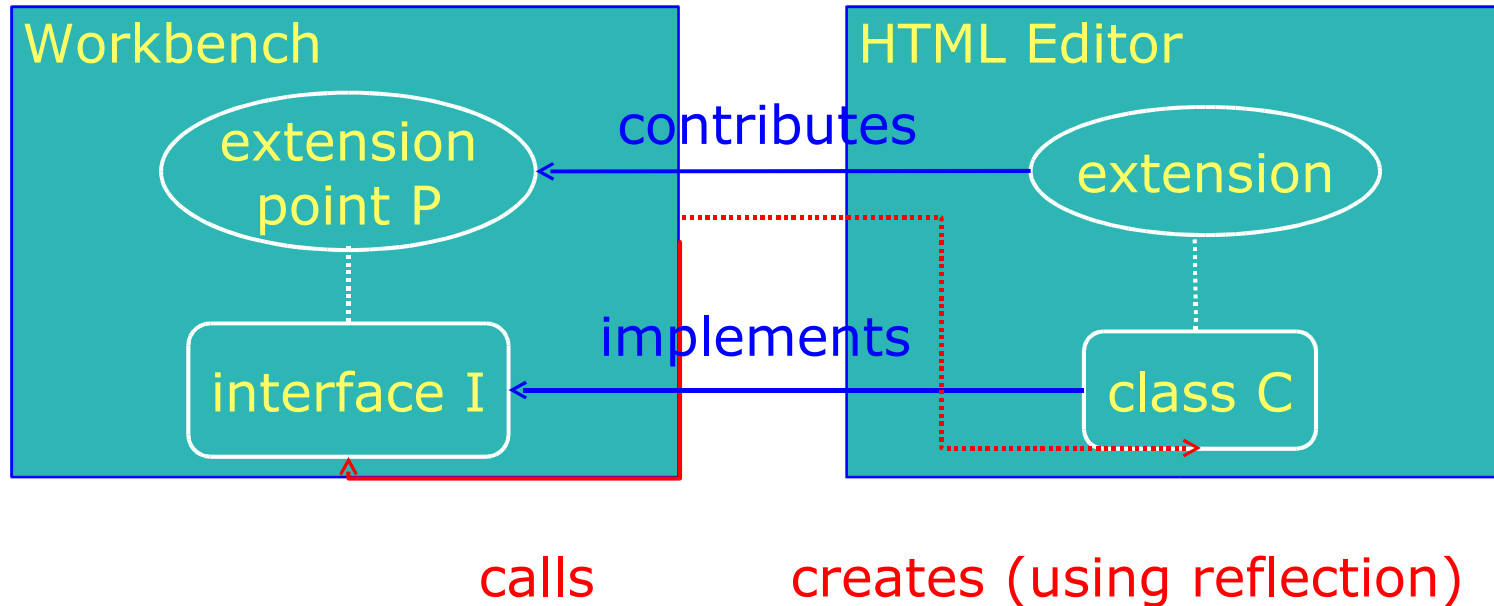 Workbench
HTML Editor
contributes
extension
point P
extension
implements
interface I
class C
calls
creates (using reflection)